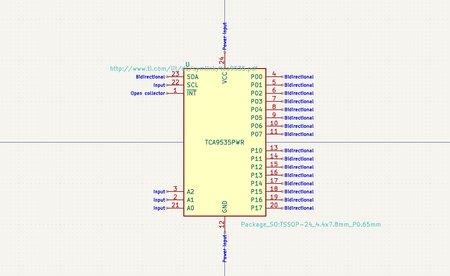 Power input
24
U
http://www.ti.com/lit/
VCC
Bidirectional 23 SDA
Input 22 SCL
Open collector 1 INT
P00 4 Bidirectional
P01 5 Bidirectional
P02 6 Bidirectional
P03 7 Bidirectional
P04 8 Bidirectional
P05 9 Bidirectional
P06 10 Bidirectional
P07 11 Bidirectional
TCA9535PWR
P10 13 Bidirectional
P11 14 Bidirectional
P12 15 Bidirectional
P13 16 Bidirectional
P14 17 Bidirectional
Input 3 A2 P15 18 Bidirectional
Input 2 A1 P16 19 Bidirectional
Input 21 A0 P17 20 Bidirectional
GND
12
Package_SO:TSSOP-24_4.4x7.8mm_P0.65mm
Power input